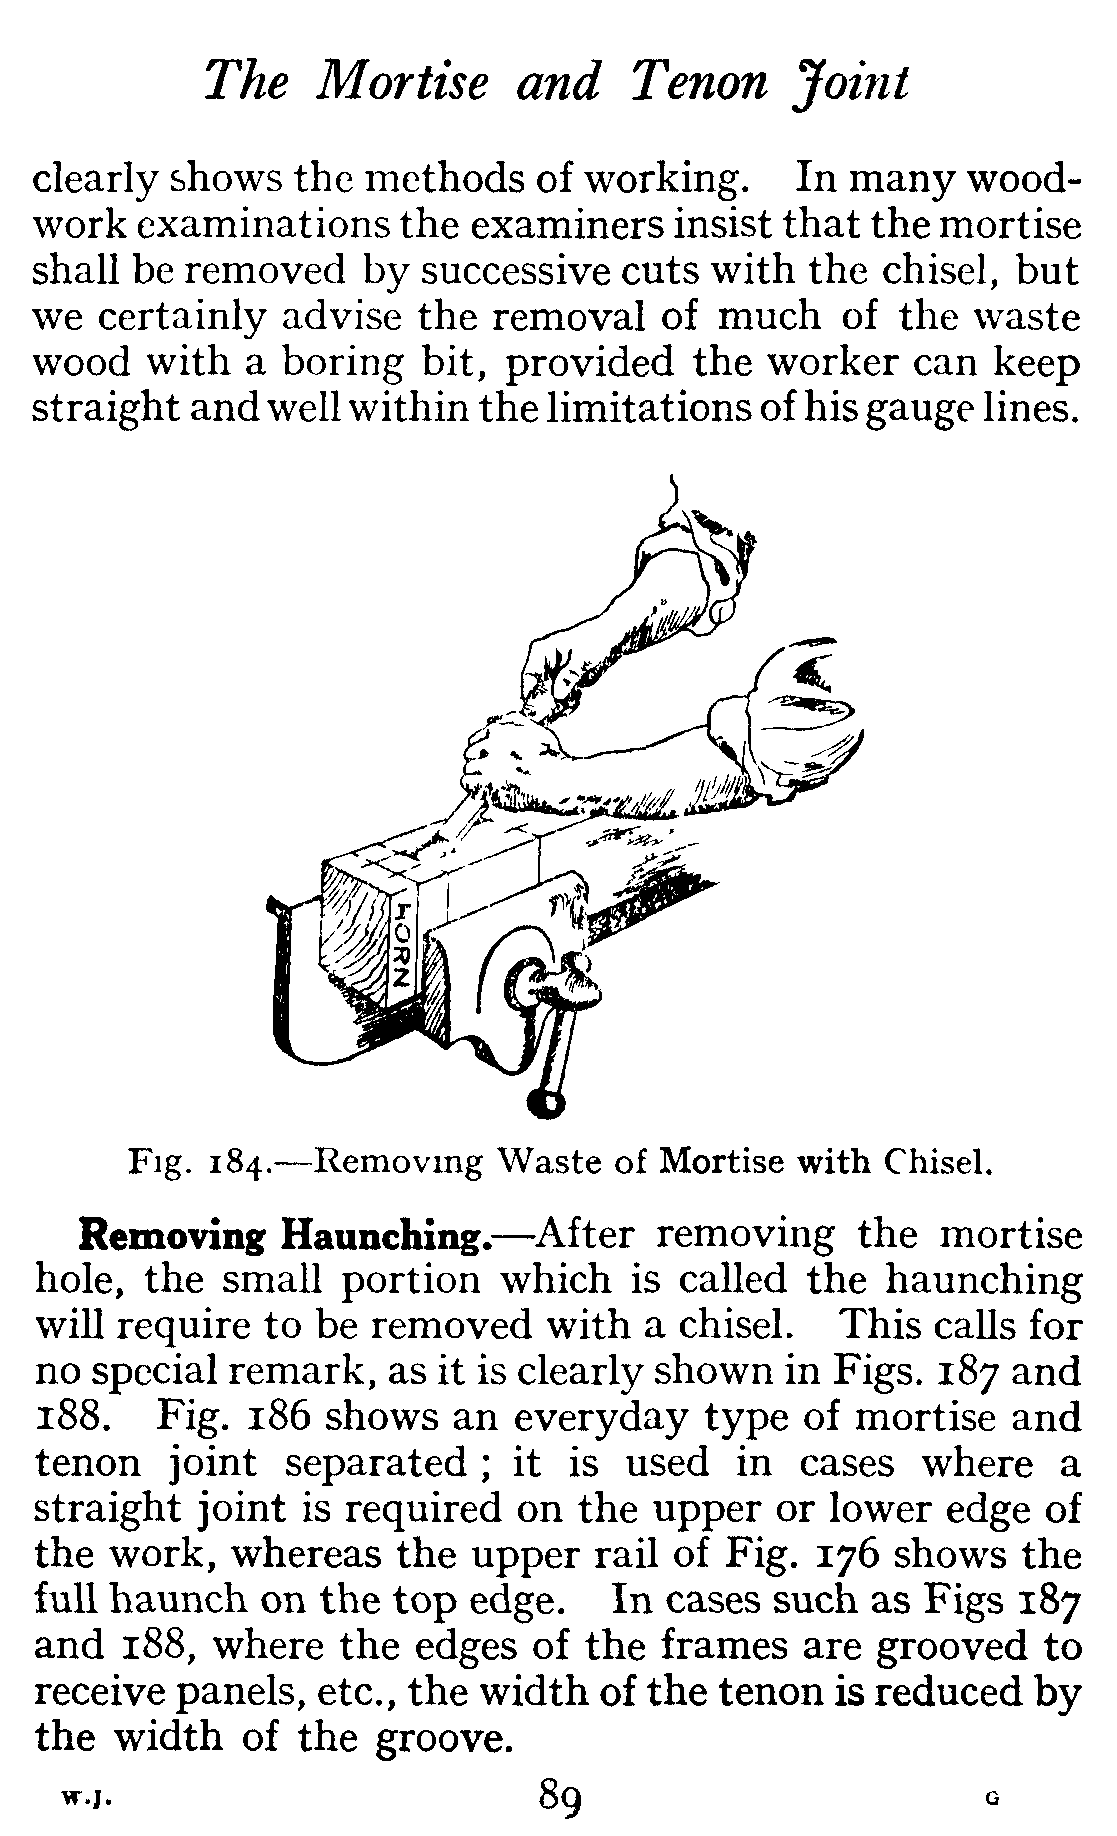 The Mortise and Tenon Joint
clearly shows the methods of working. In many wood-
work examinations the examiners insist that the mortise
shall be removed by successive cuts with the chisel, but
we certainly advise the removal of much of the waste
wood with a boring bit, provided the worker can keep
straight and well within the limitations of his gauge lines.
HORN
Fig. 184.—Removing Waste of Mortise with Chisel.
Removing Haunching.—After removing the mortise
hole, the small portion which is called the haunching
will require to be removed with a chisel. This calls for
no special remark, as it is clearly shown in Figs. 187 and
188. Fig. 186 shows an everyday type of mortise and
tenon joint separated ; it is used in cases where a
straight joint is required on the upper or lower edge of
the work, whereas the upper rail of Fig. 176 shows the
full haunch on the top edge. In cases such as Figs 187
and 188, where the edges of the frames are grooved to
receive panels, etc., the width of the tenon is reduced by
the width of the groove.
W.J. 89 G